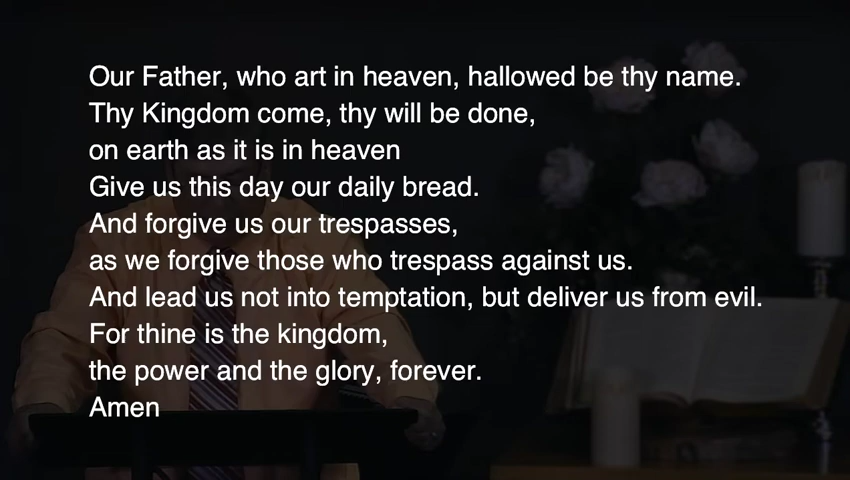 Our Father, who art in heaven, hallowed be thy name.
Thy Kingdom come, thy will be done,
on earth as it is in heaven
Give us this day our daily bread.
And forgive us our trespasses,
as we forgive those who trespass against us.
And lead us not into temptation, but deliver us from evil.
For thine is the kingdom,
the power and the glory, forever.
Amen